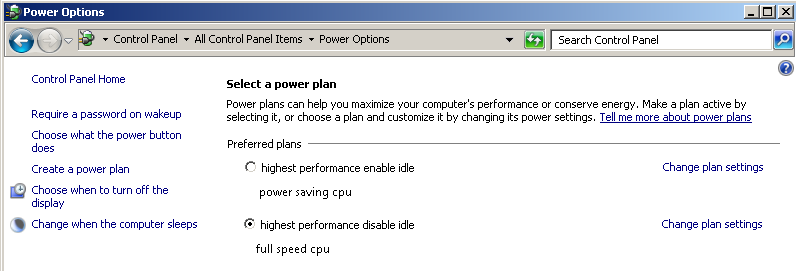 Power Options
Control Panel All Control Panel Items Power Options Search Control Panel
Control Panel Home
Require a password on wakeup
Choose what the power button
does
Create a power plan
Choose when to turn off the
display
Change when the computer sleeps
Select a power plan
Power plans can help you maximize your computer's performance or conserve energy. Make a plan active by
selecting it, or choose a plan and customize it by changing its power settings. Tell me more about power plans
Preferred plans
highest performance enable idle Change plan settings
power saving cpu
highest performance disable idle Change plan settings
full speed cpu